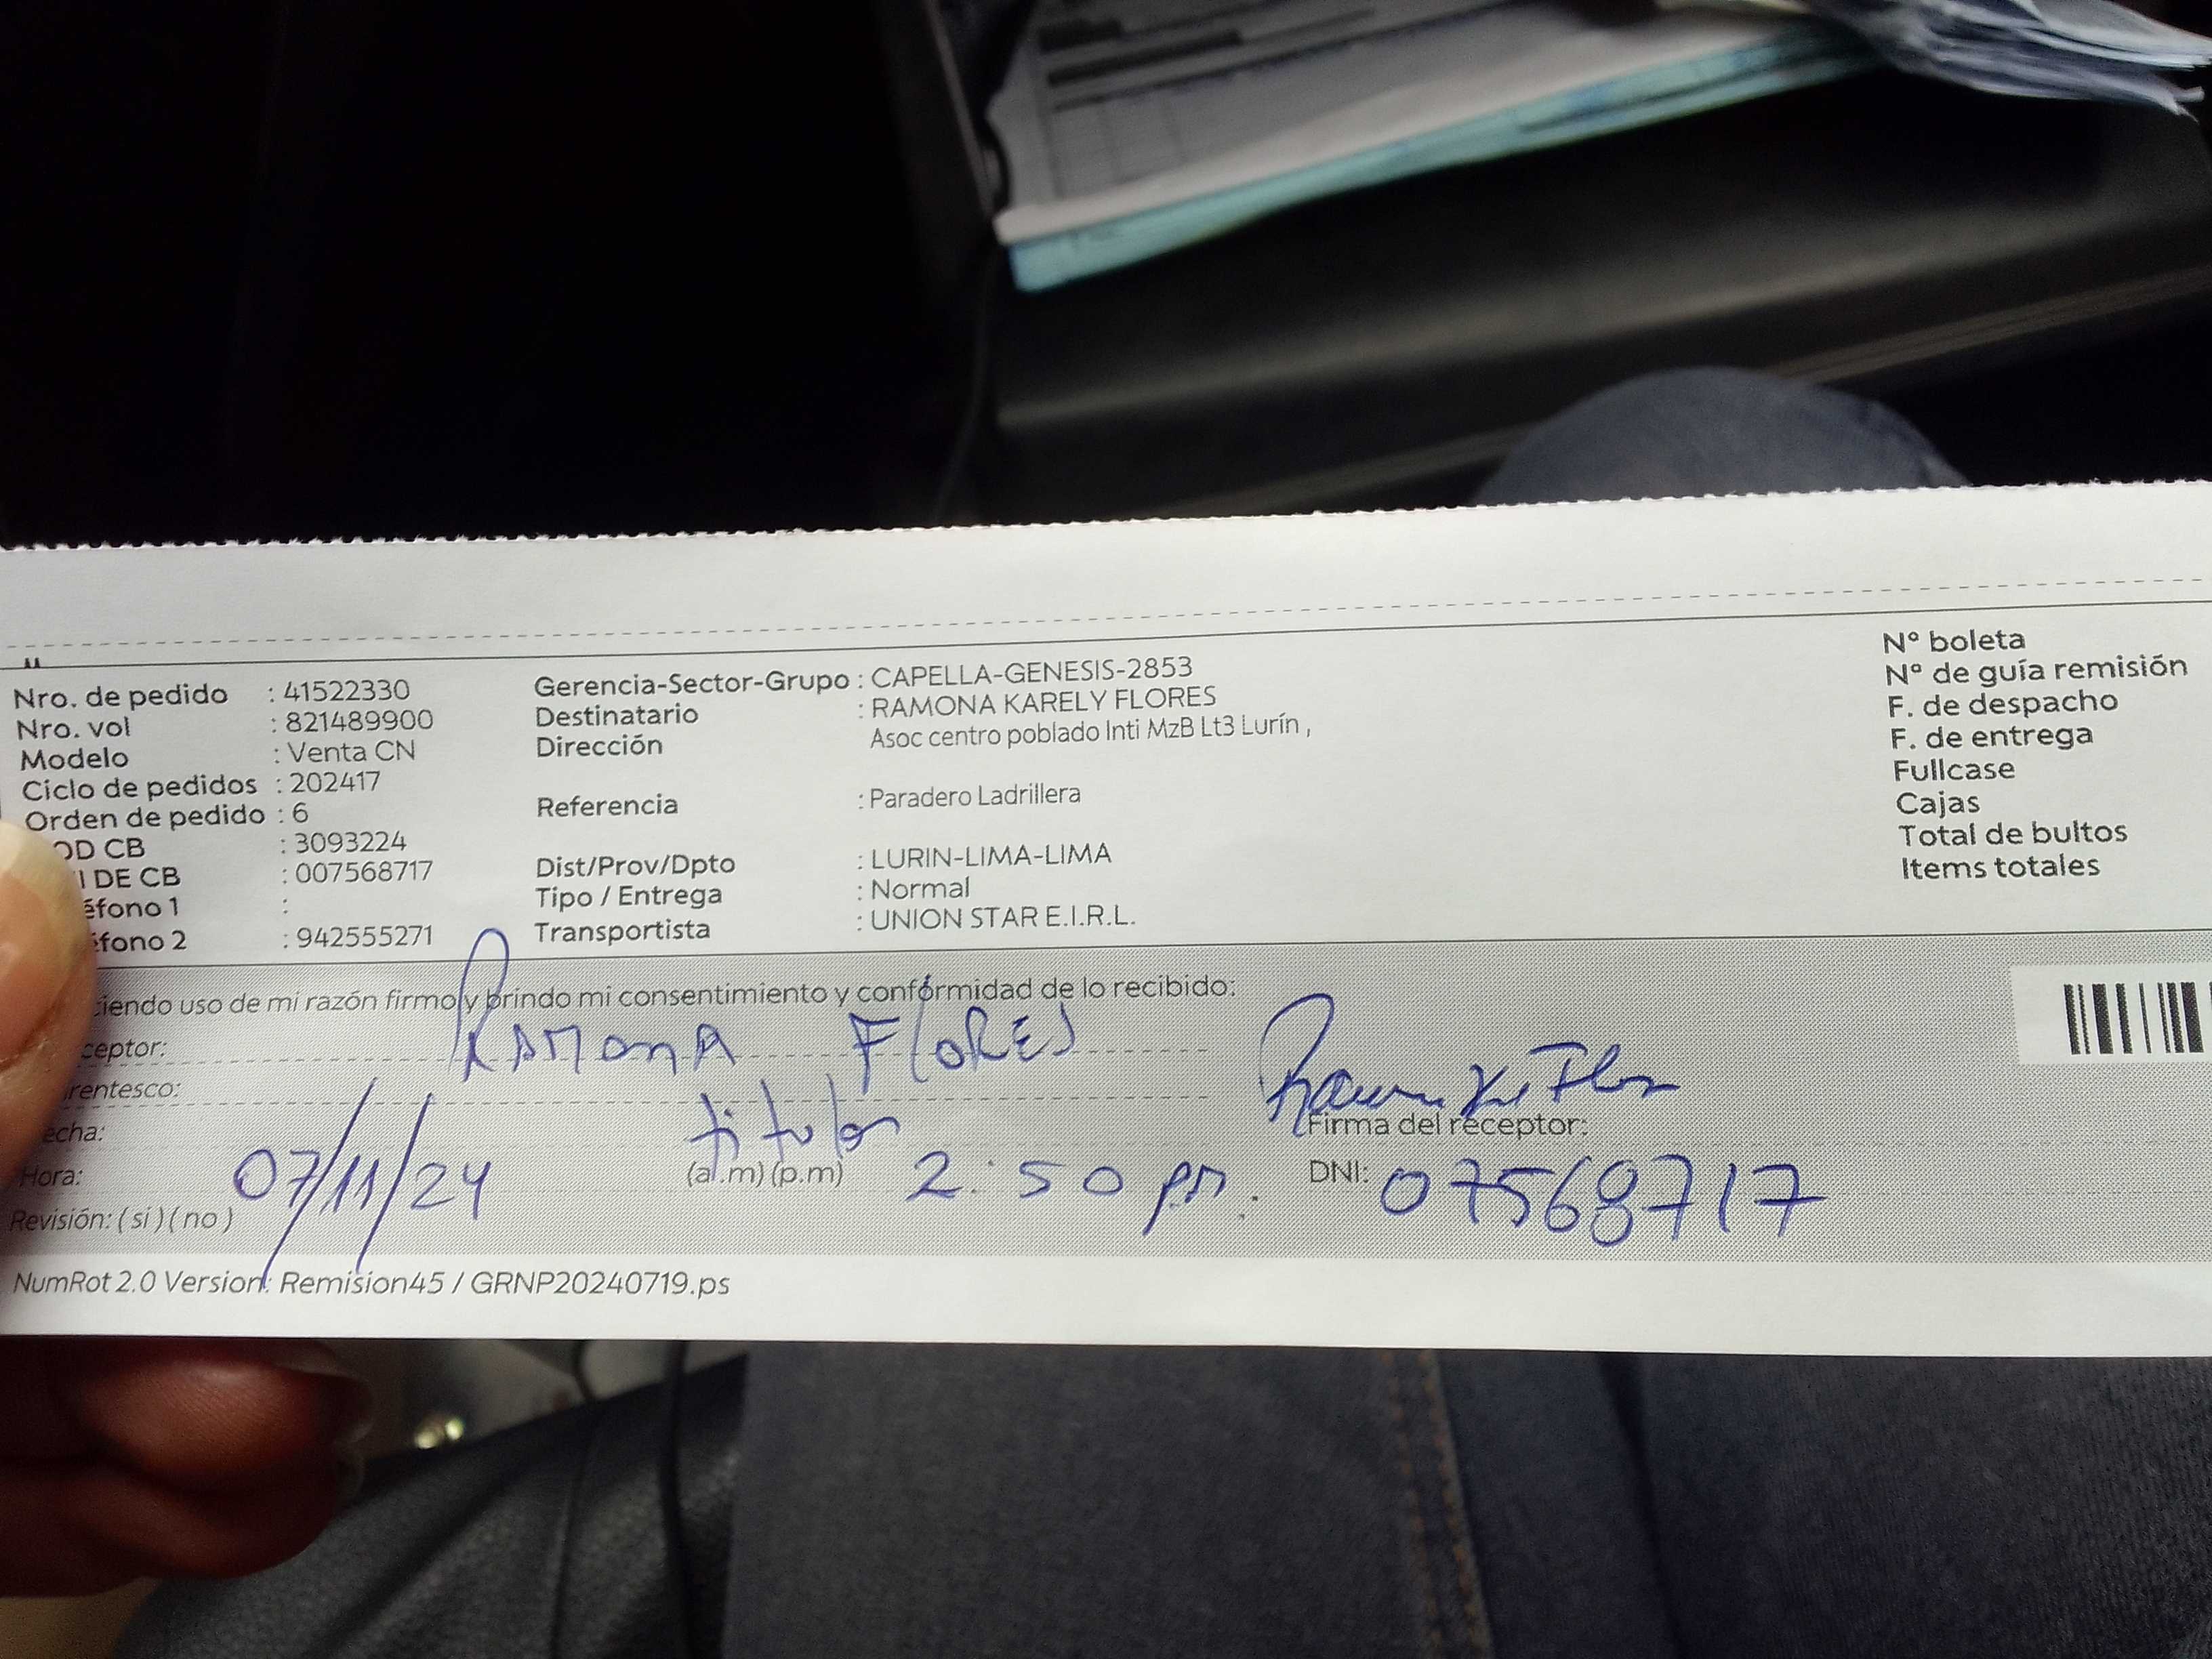 Nro. de pedido : 41522330
Nro. vol : 821489900
Modelo : Venta CN
Ciclo de pedidos : 202417
Orden de pedido : 6
OD CB : 3093224
I DE CB : 007568717
éfono 1 :
éfono 2 : 942555271
Gerencia-Sector-Grupo : CAPELLA-GENESIS-2853
Destinatario : RAMONA KARELY FLORES
Dirección Asoc centro poblado Inti MzB Lt3 Lurín ,
Referencia : Paradero Ladrillera
Dist/Prov/Dpto : LURIN-LIMA-LIMA
Tipo / Entrega : Normal
Transportista : UNION STAR E.I.R.L.
N° boleta
N° de guía remisión
F. de despacho
F. de entrega
Fullcase
Cajas
Total de bultos
Items totales
ciendo uso de mi razón firmo y brindo mi consentimiento y conformidad de lo recibido:
ceptor: RAMONA FLORES
rentesco: titular
echa: 07/11/24
Firma del receptor:
Hora: (a.m) (p.m) 2:50 pm.
DNI: 07568717
Revisión: ( si ) ( no )
NumRot 2.0 Version: Remision45 / GRNP20240719.ps